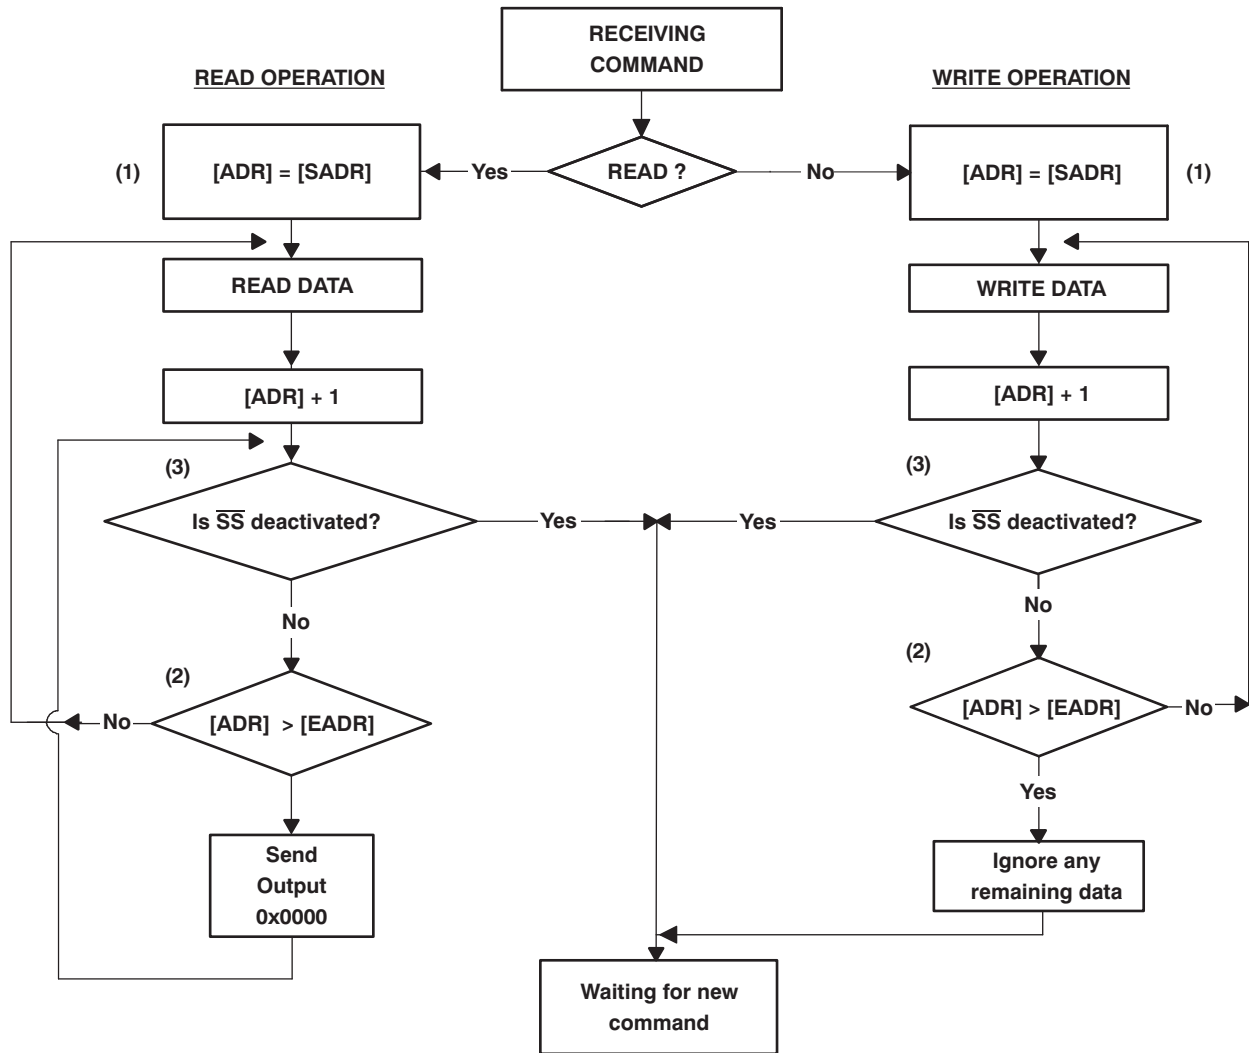 RECEIVING
COMMAND
READ OPERATION
WRITE OPERATION
(1)
[ADR] = [SADR]
Yes
READ ?
No
[ADR] = [SADR]
(1)
READ DATA
WRITE DATA
[ADR] + 1
[ADR] + 1
(3)
(3)
Is S̅S̅ deactivated?
Yes
Yes
Is S̅S̅ deactivated?
No
No
(2)
(2)
No
[ADR] > [EADR]
[ADR] > [EADR]
No
Yes
Send
Output
0x0000
Ignore any
remaining data
Waiting for new
command